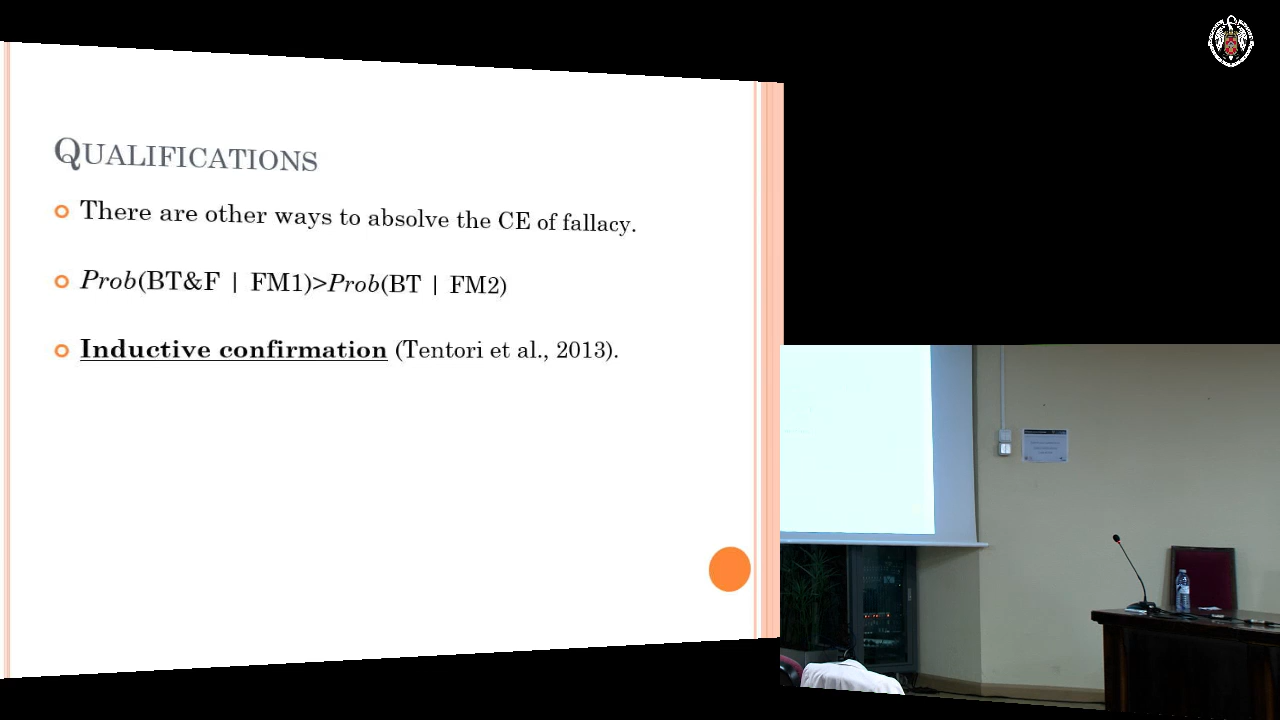 QUALIFICATIONS
There are other ways to absolve the CE of fallacy.
Prob(BT&F | FM1)>Prob(BT | FM2)
Inductive confirmation (Tentori et al., 2013).